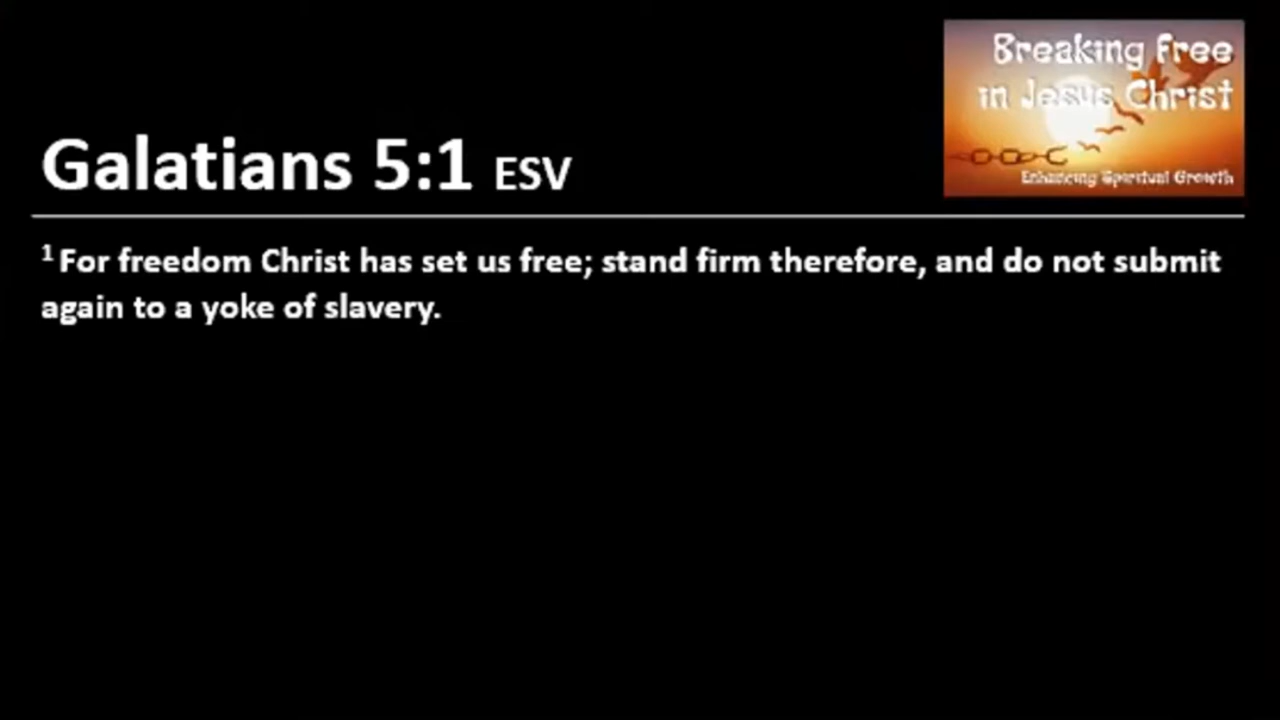 Breaking Free
in Jesus Christ
Enhancing Spiritual Growth
Galatians 5:1 ESV
1 For freedom Christ has set us free; stand firm therefore, and do not submit
again to a yoke of slavery.